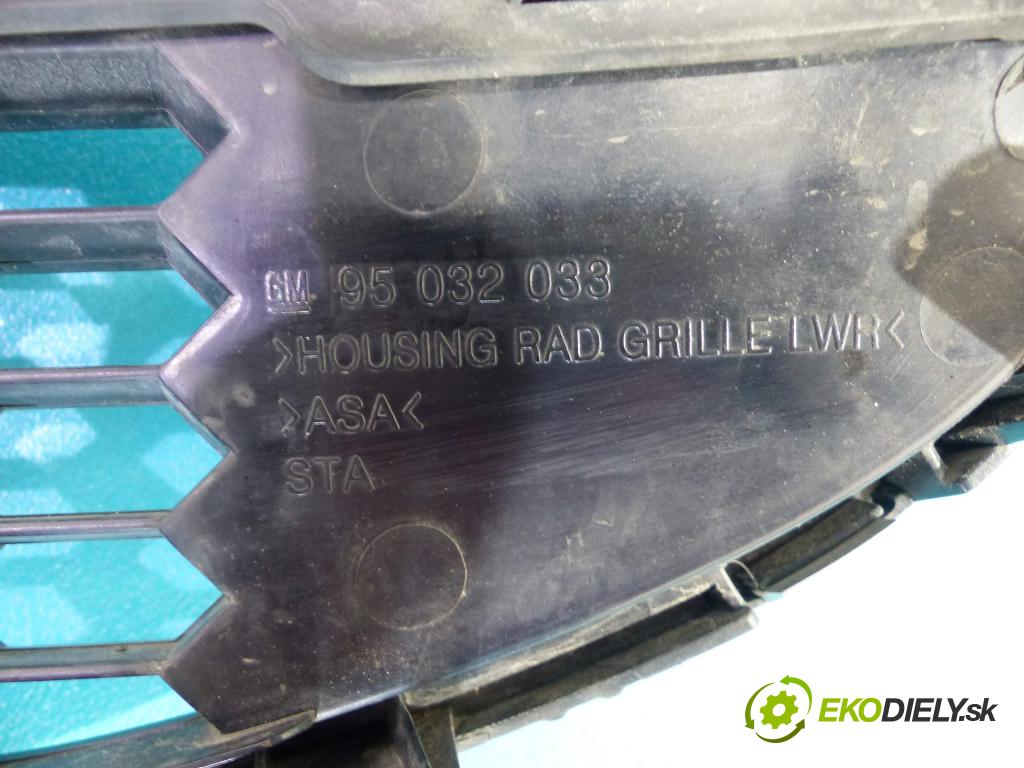 GM 95 032 033
>HOUSING RAD GRILLE LWR<
>ASA<
STA
EKODIELY.sk